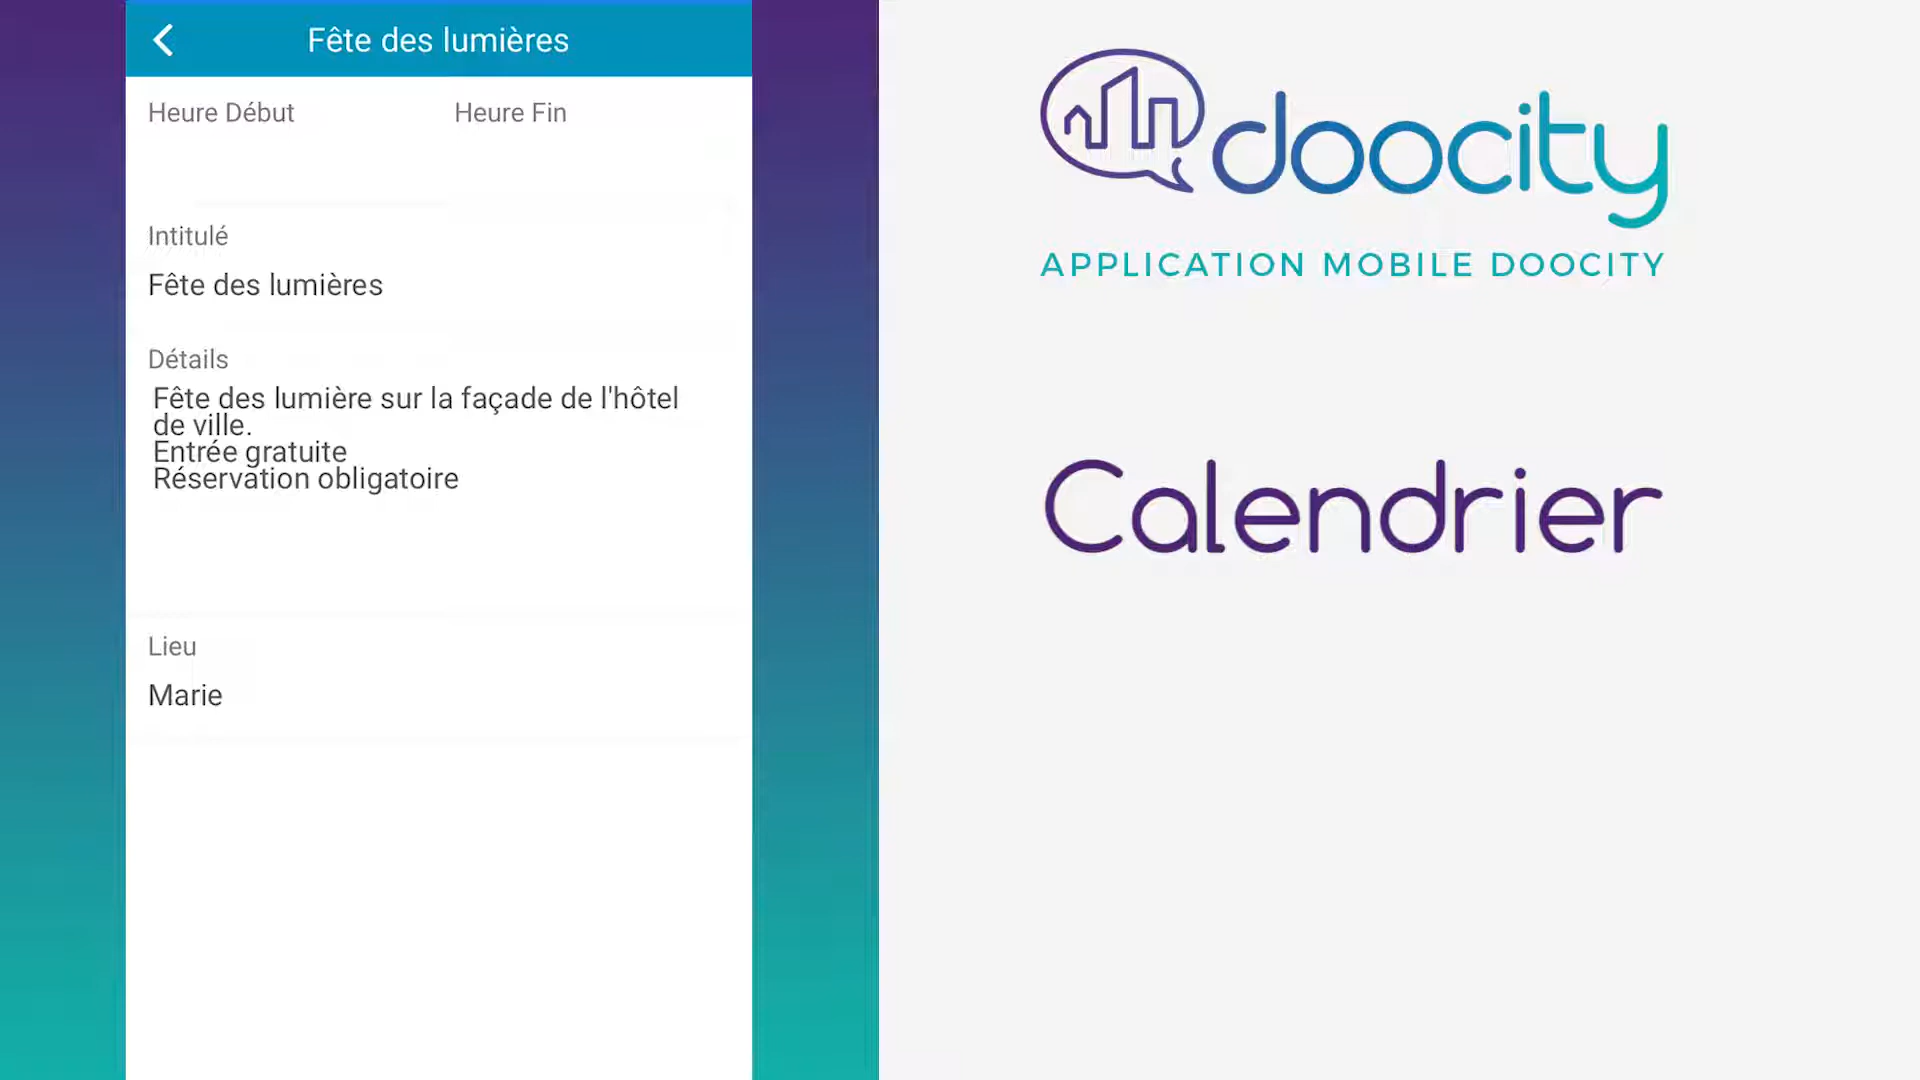 Fête des lumières
Heure Début
Heure Fin
Intitulé
Fête des lumières
Détails
Fête des lumière sur la façade de l'hôtel
de ville.
Entrée gratuite
Réservation obligatoire
Lieu
Marie
doocity
APPLICATION MOBILE DOOCITY
Calendrier